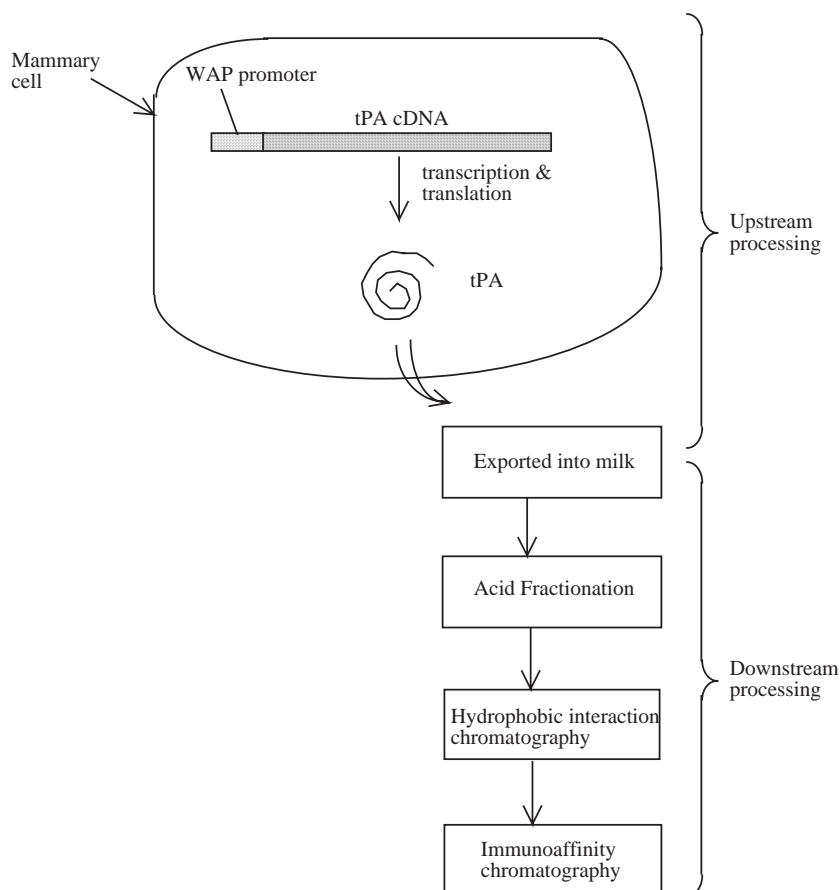 Mammary
cell
WAP promoter
tPA cDNA
transcription &
translation
tPA
Upstream
processing
Exported into milk
Acid Fractionation
Hydrophobic interaction
chromatography
Downstream
processing
Immunoaffinity
chromatography